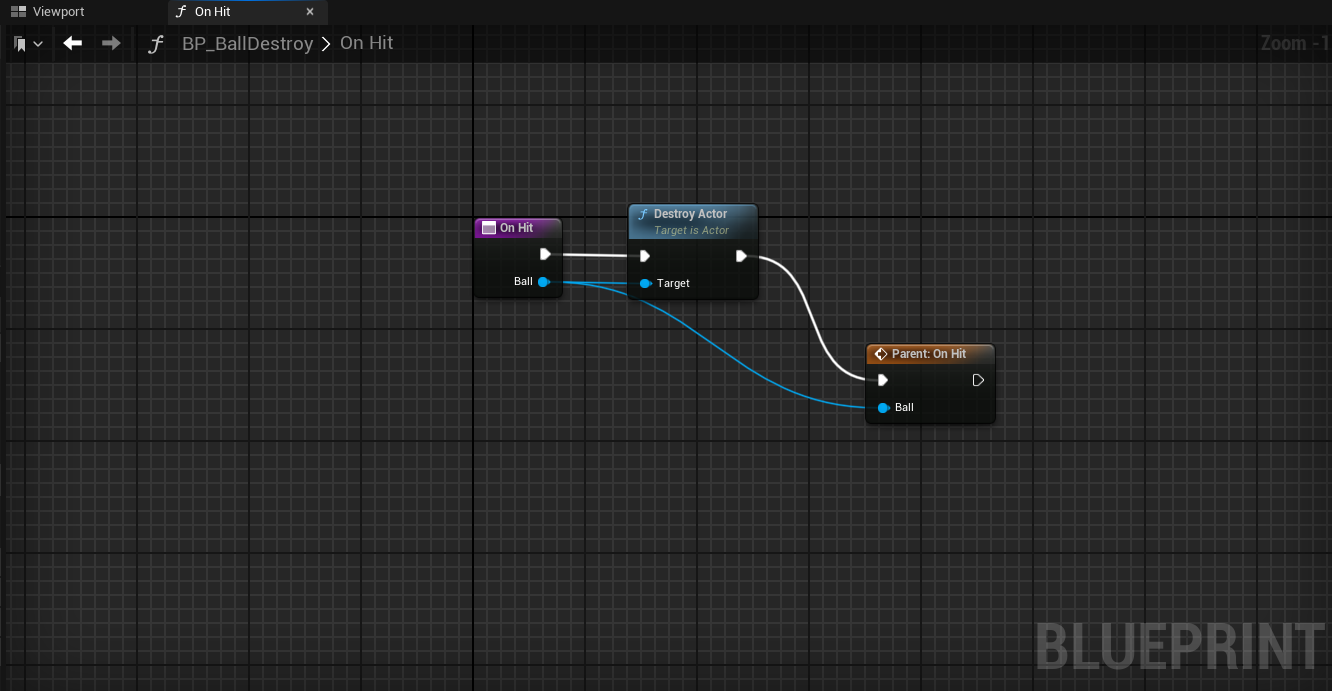 Viewport
On Hit
BP_BallDestroy > On Hit
Zoom -1
On Hit
Ball
Destroy Actor
Target is Actor
Target
Parent: On Hit
Ball
BLUEPRINT